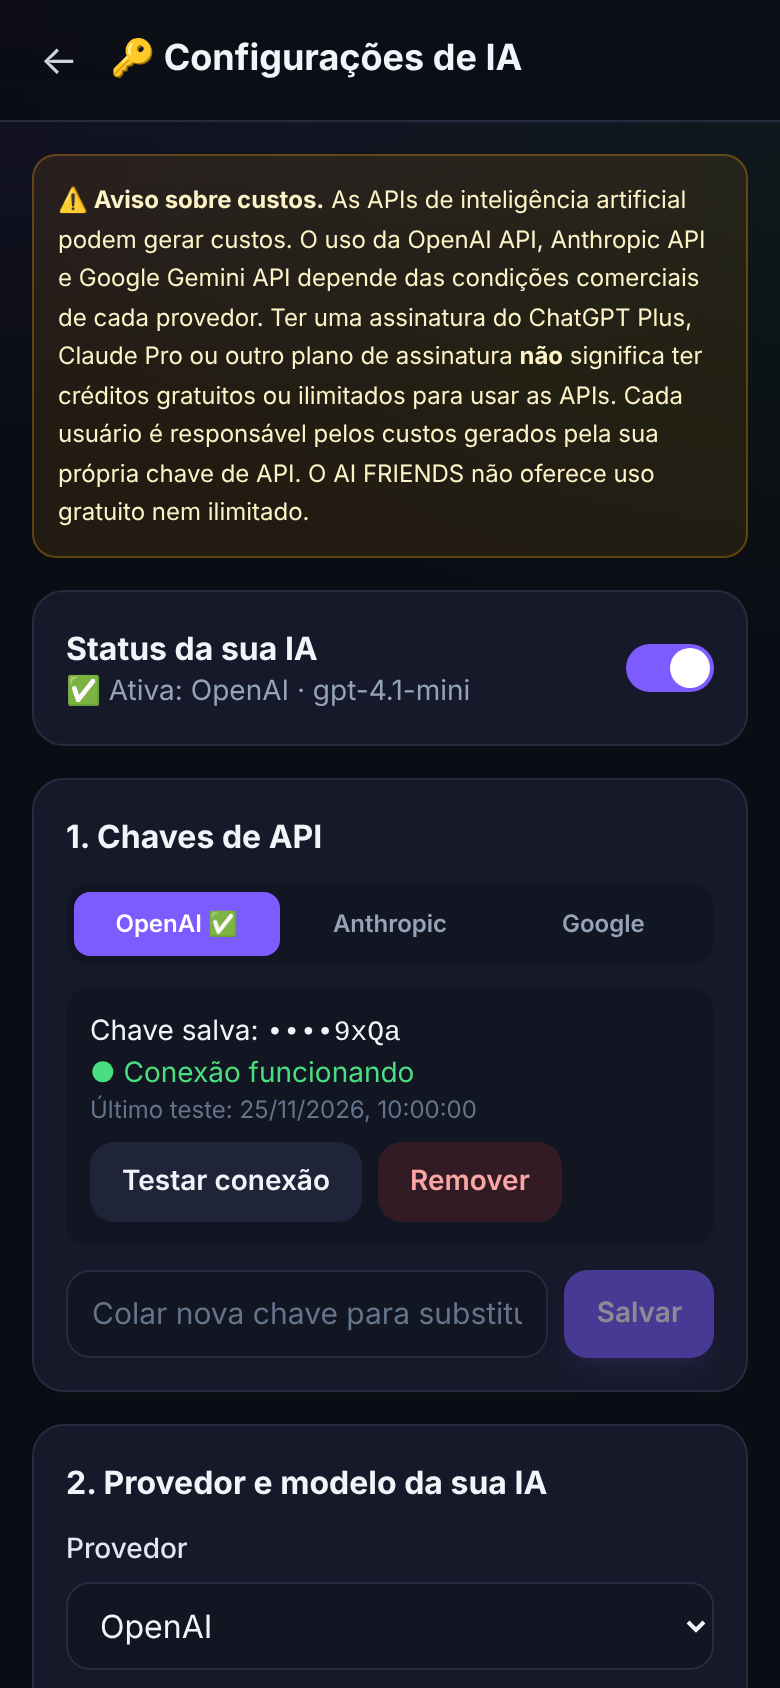 ← 🔑 Configurações de IA
⚠️ Aviso sobre custos. As APIs de inteligência artificial
podem gerar custos. O uso da OpenAI API, Anthropic API
e Google Gemini API depende das condições comerciais
de cada provedor. Ter uma assinatura do ChatGPT Plus,
Claude Pro ou outro plano de assinatura não significa ter
créditos gratuitos ou ilimitados para usar as APIs. Cada
usuário é responsável pelos custos gerados pela sua
própria chave de API. O AI FRIENDS não oferece uso
gratuito nem ilimitado.
Status da sua IA
✅ Ativa: OpenAI · gpt-4.1-mini
1. Chaves de API
OpenAI ✅ Anthropic Google
Chave salva: ••••9xQa
● Conexão funcionando
Último teste: 25/11/2026, 10:00:00
Testar conexão Remover
Colar nova chave para substitu Salvar
2. Provedor e modelo da sua IA
Provedor
OpenAI